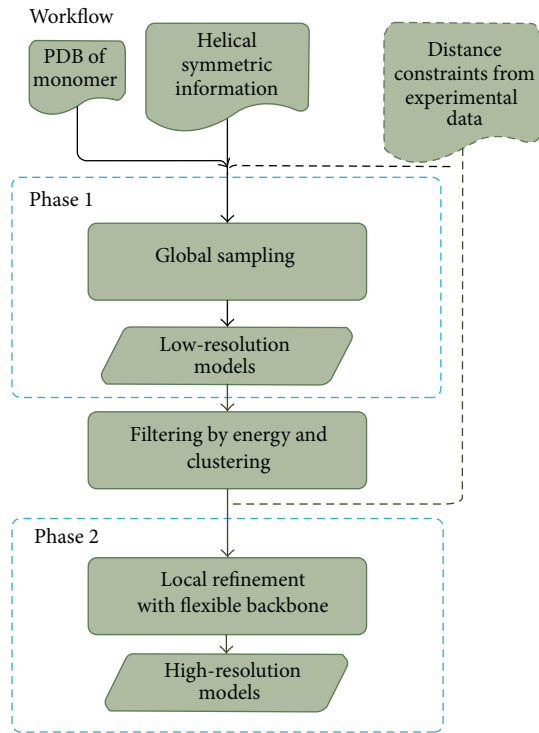 Workflow
PDB of
monomer
Helical
symmetric
information
Distance
constraints from
experimental
data
Phase 1
Global sampling
Low-resolution
models
Filtering by energy and
clustering
Phase 2
Local refinement
with flexible backbone
High-resolution
models